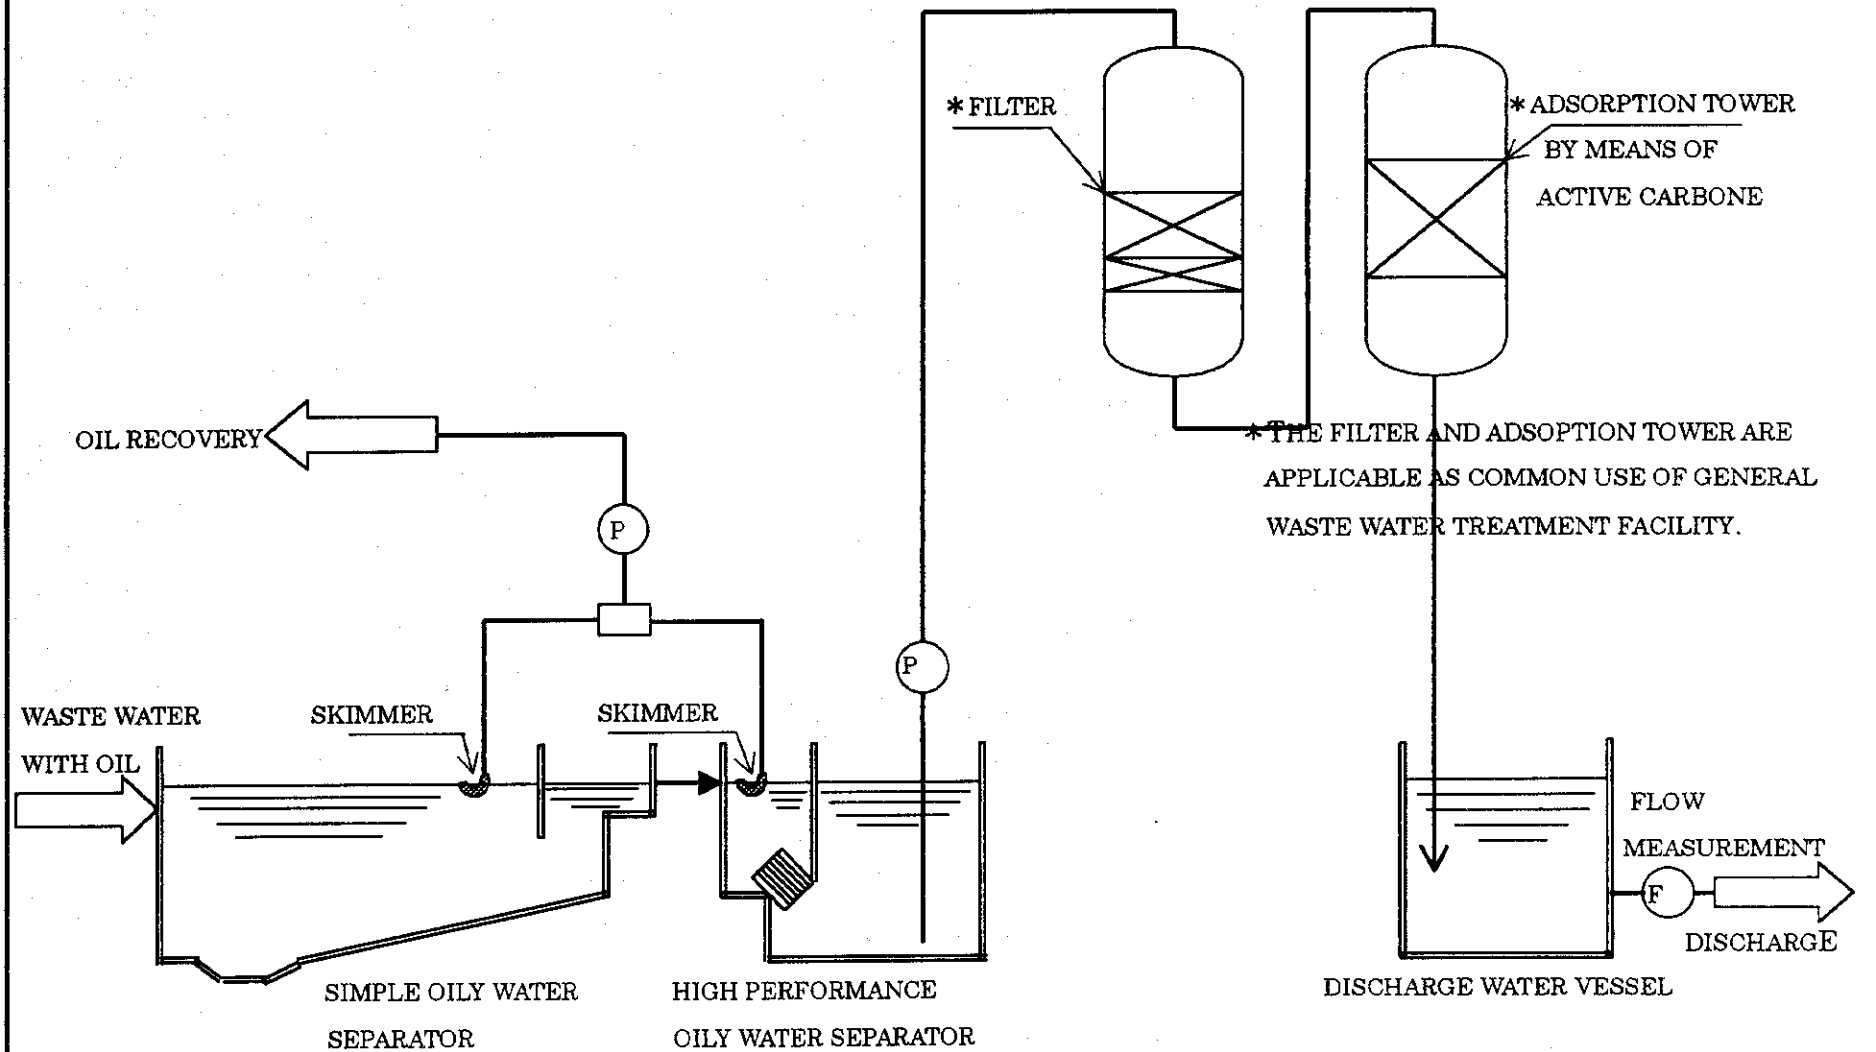 * FILTER
* ADSORPTION TOWER
BY MEANS OF
ACTIVE CARBONE
OIL RECOVERY
* THE FILTER AND ADSOPTION TOWER ARE
APPLICABLE AS COMMON USE OF GENERAL
WASTE WATER TREATMENT FACILITY.
P
P
WASTE WATER
WITH OIL
SKIMMER
SKIMMER
FLOW
MEASUREMENT
F
DISCHARGE
SIMPLE OILY WATER
SEPARATOR
HIGH PERFORMANCE
OILY WATER SEPARATOR
DISCHARGE WATER VESSEL